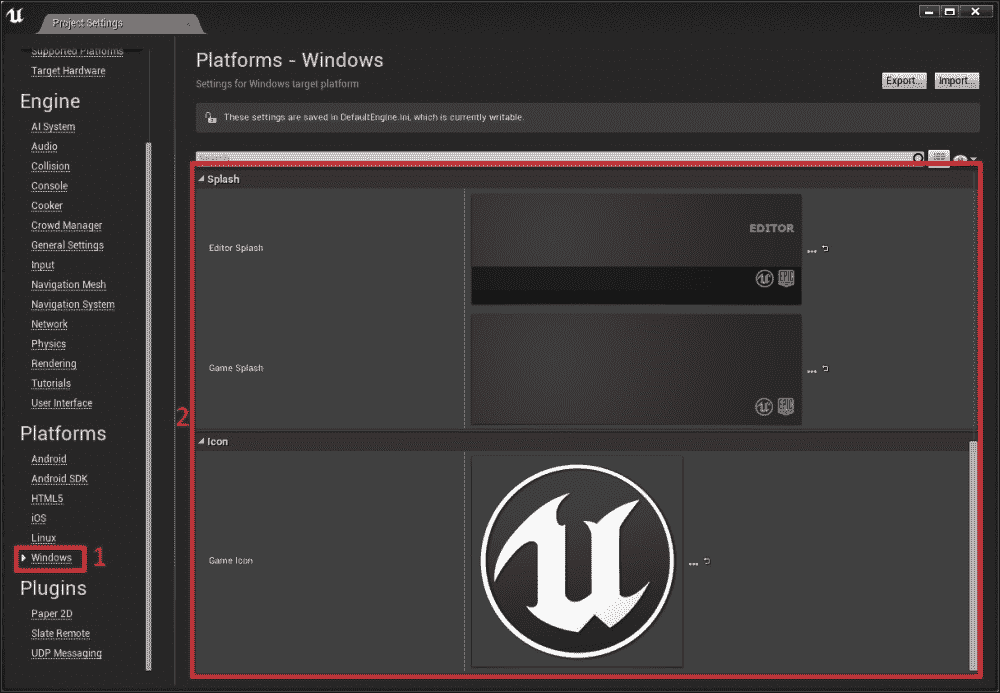 Project Settings
Supported Platforms
Target Hardware
Engine
AI System
Audio
Collision
Console
Cooker
Crowd Manager
General Settings
Input
Navigation Mesh
Navigation System
Network
Physics
Rendering
Tutorials
User Interface
Platforms
Android
Android SDK
HTML5
iOS
Linux
Windows
1
Plugins
Paper 2D
Slate Remote
UDP Messaging
Platforms - Windows
Settings for Windows target platform
Export...
Import...
These settings are saved in DefaultEngine.ini, which is currently writable.
Search
2
Splash
Editor Splash
EDITOR
EPIC
...
Game Splash
EPIC
...
Icon
Game Icon
...